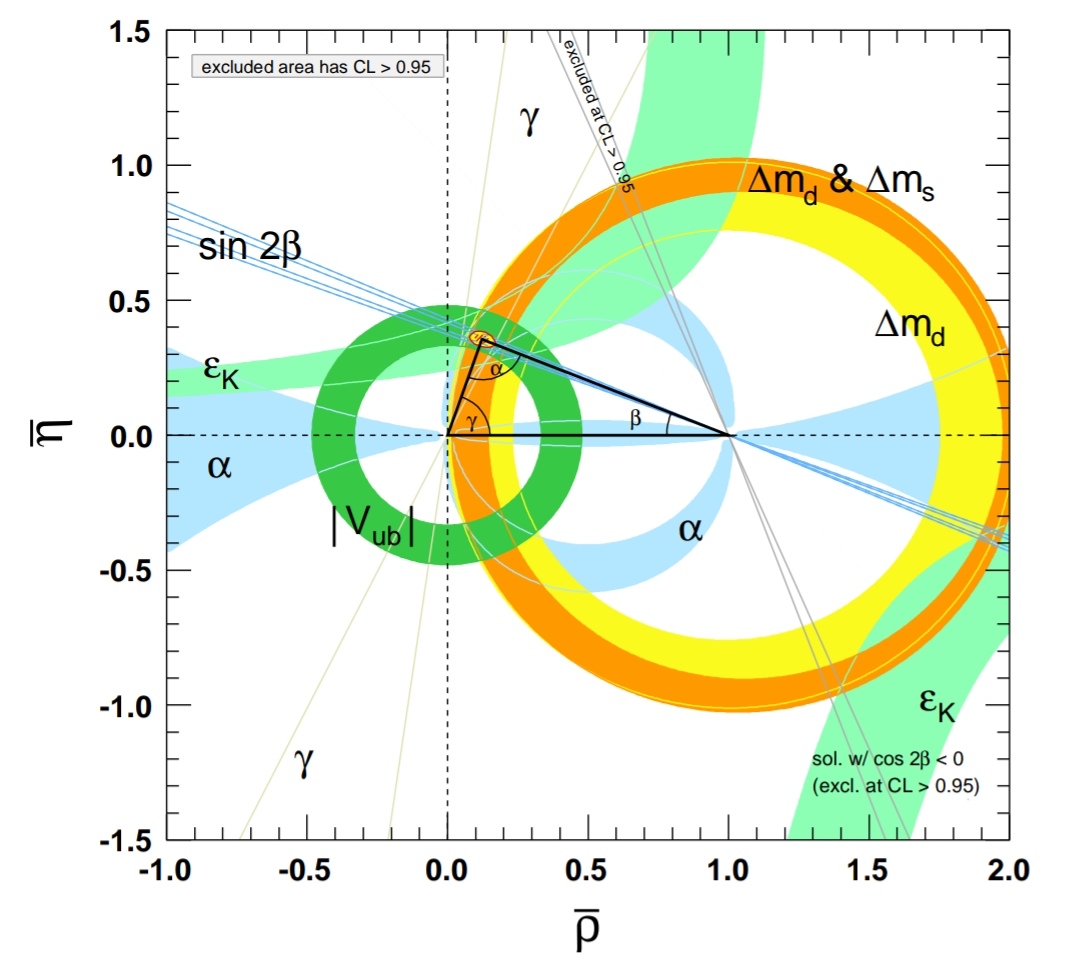 1.5
excluded area has CL > 0.95
excluded at CL > 0.95
γ
1.0
Δm_d & Δm_s
sin 2β
0.5
Δm_d
ε_K
α
γ
β
η̅
0.0
α
|V_ub|
α
-0.5
ε_K
-1.0
γ
sol. w/ cos 2β < 0
(excl. at CL > 0.95)
-1.5
-1.0 -0.5 0.0 0.5 1.0 1.5 2.0
ρ̅